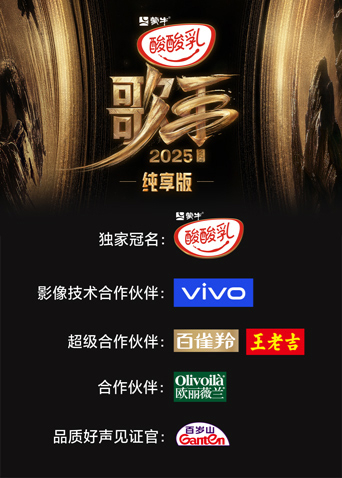 蒙牛
酸酸乳
歌手
2025
纯享版
蒙牛
独家冠名： 酸酸乳
影像技术合作伙伴： vivo
超级合作伙伴： 百雀羚 王老吉
合作伙伴： Olivoilà 欧丽薇兰
品质好声见证官： 百岁山 Ganten